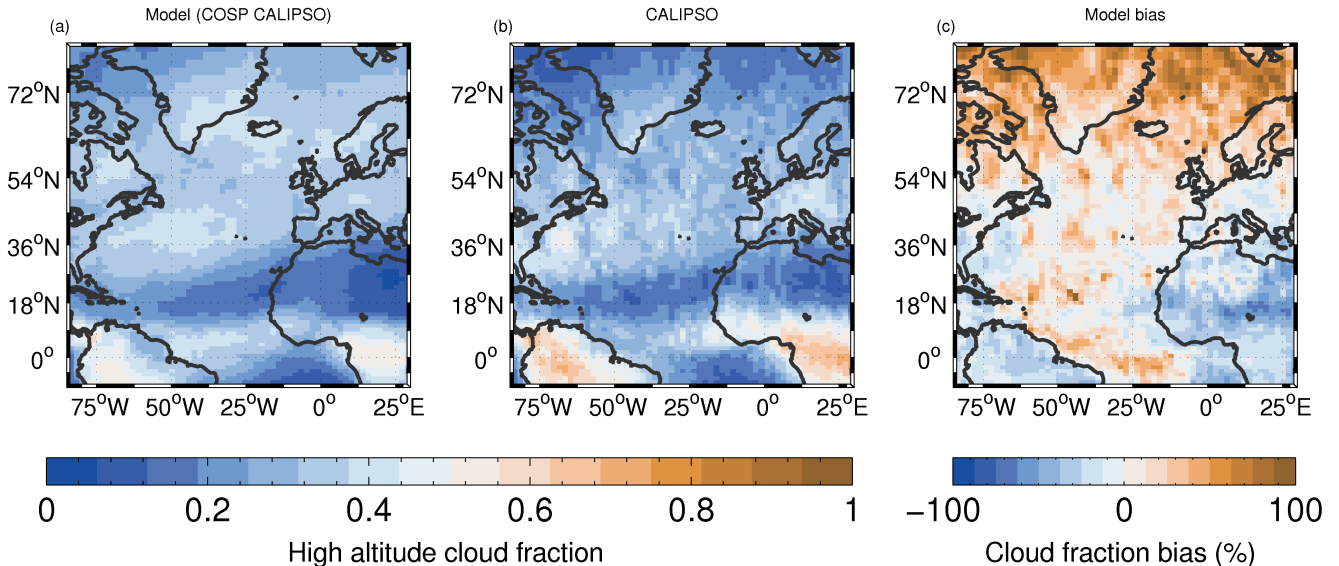 Model (COSP CALIPSO)
CALIPSO
Model bias
(a)
(b)
(c)
72°N
54°N
36°N
18°N
0°
75°W 50°W 25°W 0° 25°E
72°N
54°N
36°N
18°N
0°
75°W 50°W 25°W 0° 25°E
72°N
54°N
36°N
18°N
0°
75°W 50°W 25°W 0° 25°E
0 0.2 0.4 0.6 0.8 1
High altitude cloud fraction
−100 0 100
Cloud fraction bias (%)